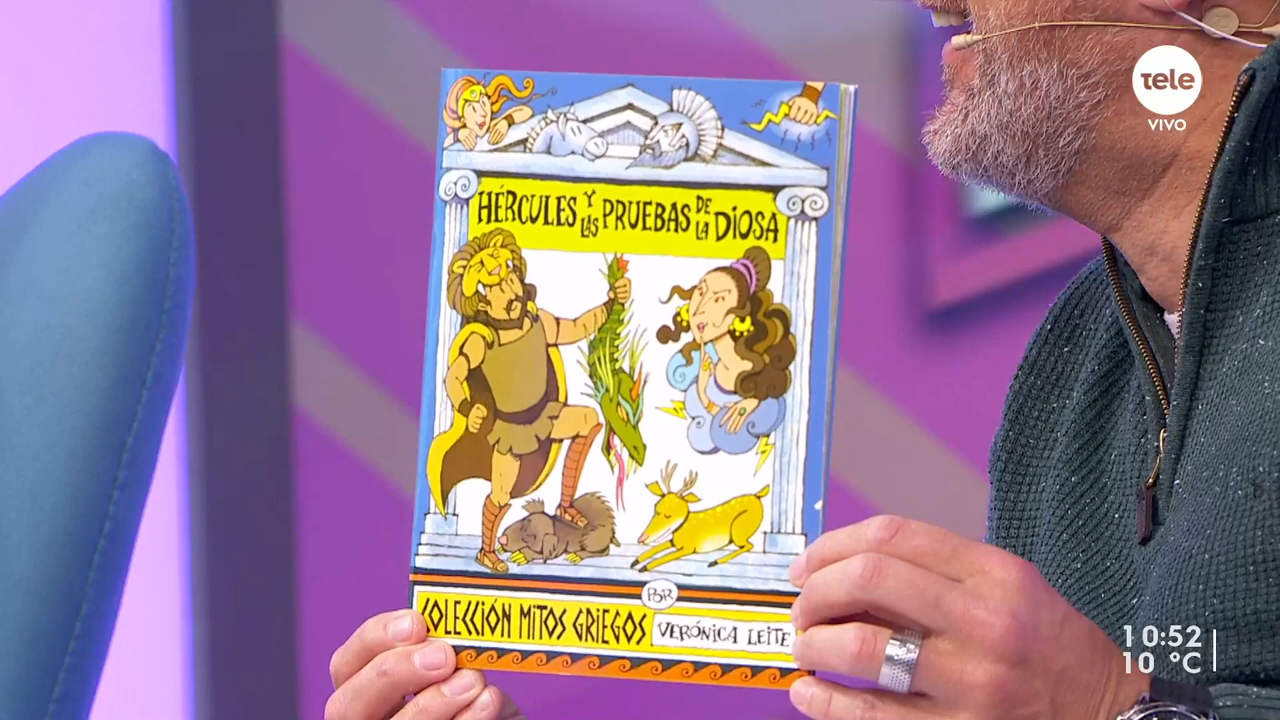 tele
VIVO
HÉRCULES Y LAS PRUEBAS DE LA DIOSA
POR
COLECCIÓN MITOS GRIEGOS
VERÓNICA LEITE
10:52
10 °C